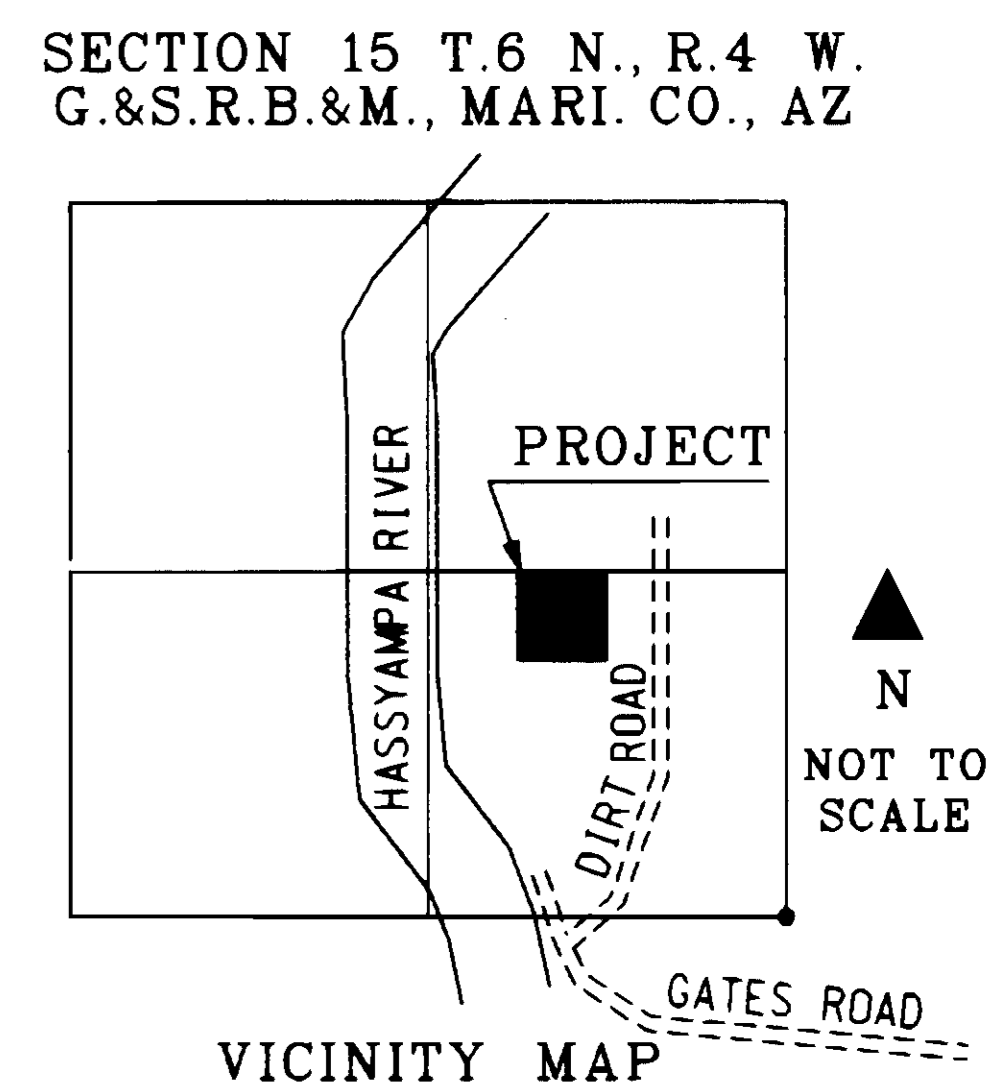 SECTION 15 T.6 N., R.4 W.
G.&S.R.B.&M., MARI. CO., AZ
PROJECT
HASSYAMPA RIVER
DIRT ROAD
N
NOT TO
SCALE
GATES ROAD
VICINITY MAP